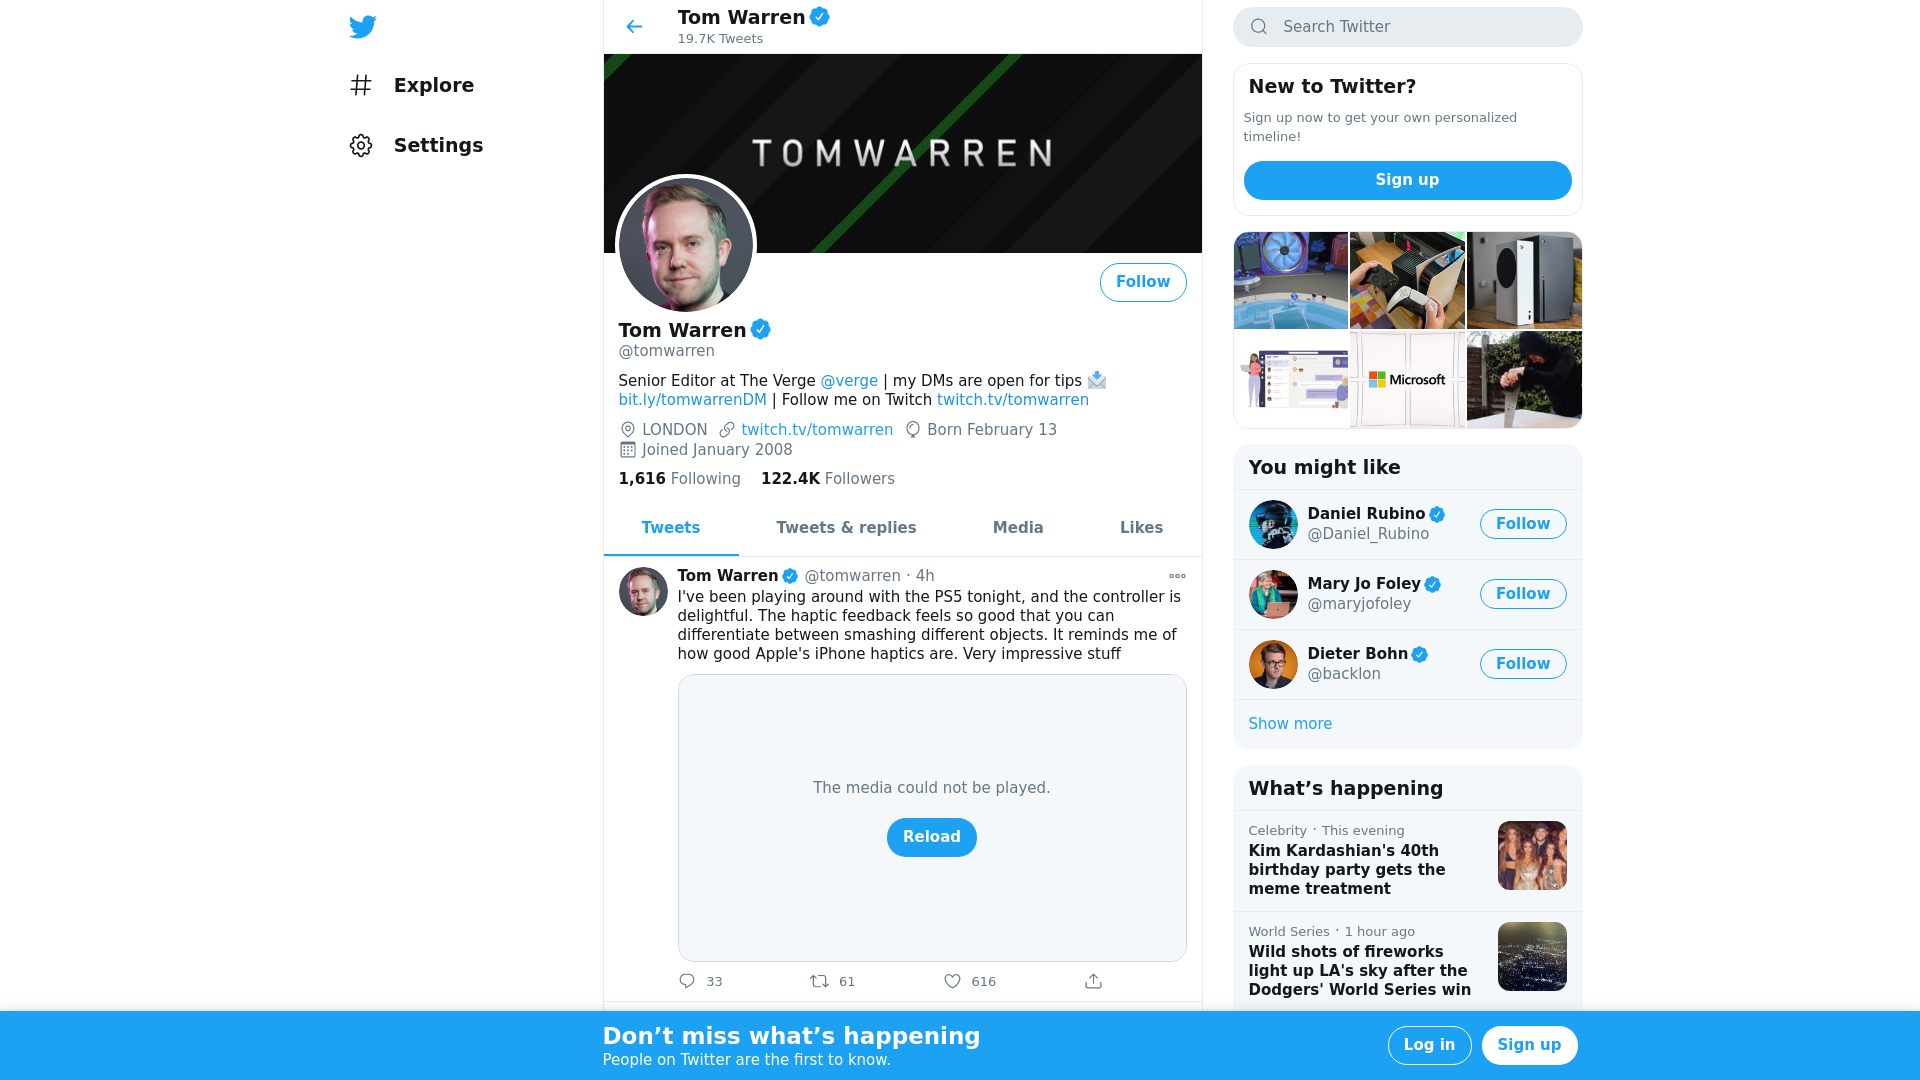 Explore
Settings
Tom Warren
19.7K Tweets
TOMWARREN
Follow
Tom Warren
@tomwarren
Senior Editor at The Verge @verge | my DMs are open for tips
bit.ly/tomwarrenDM | Follow me on Twitch twitch.tv/tomwarren
LONDON twitch.tv/tomwarren Born February 13
Joined January 2008
1,616 Following 122.4K Followers
Tweets Tweets & replies Media Likes
Tom Warren @tomwarren · 4h
I've been playing around with the PS5 tonight, and the controller is
delightful. The haptic feedback feels so good that you can
differentiate between smashing different objects. It reminds me of
how good Apple's iPhone haptics are. Very impressive stuff
The media could not be played.
Reload
33 61 616
Search Twitter
New to Twitter?
Sign up now to get your own personalized
timeline!
Sign up
Microsoft
You might like
Daniel Rubino
@Daniel_Rubino
Follow
Mary Jo Foley
@maryjofoley
Follow
Dieter Bohn
@backlon
Follow
Show more
What’s happening
Celebrity · This evening
Kim Kardashian's 40th
birthday party gets the
meme treatment
World Series · 1 hour ago
Wild shots of fireworks
light up LA's sky after the
Dodgers' World Series win
Don’t miss what’s happening
People on Twitter are the first to know.
Log in
Sign up